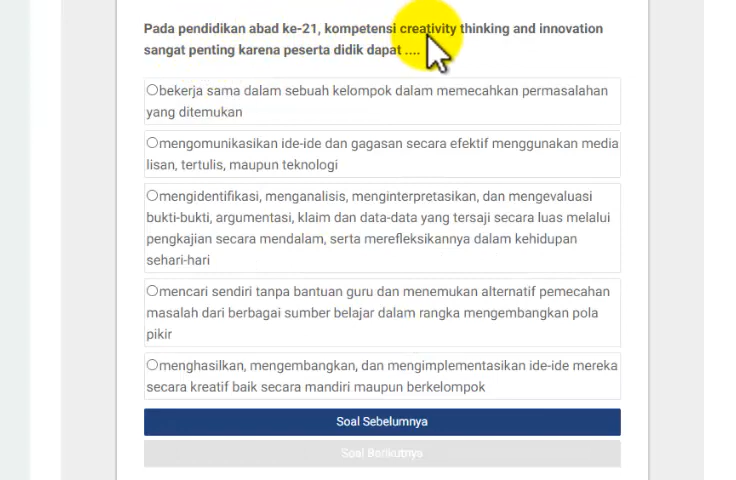 Pada pendidikan abad ke-21, kompetensi creativity thinking and innovation
sangat penting karena peserta didik dapat ....
bekerja sama dalam sebuah kelompok dalam memecahkan permasalahan
yang ditemukan
mengomunikasikan ide-ide dan gagasan secara efektif menggunakan media
lisan, tertulis, maupun teknologi
mengidentifikasi, menganalisis, menginterpretasikan, dan mengevaluasi
bukti-bukti, argumentasi, klaim dan data-data yang tersaji secara luas melalui
pengkajian secara mendalam, serta merefleksikannya dalam kehidupan
sehari-hari
mencari sendiri tanpa bantuan guru dan menemukan alternatif pemecahan
masalah dari berbagai sumber belajar dalam rangka mengembangkan pola
pikir
menghasilkan, mengembangkan, dan mengimplementasikan ide-ide mereka
secara kreatif baik secara mandiri maupun berkelompok
Soal Sebelumnya
Soal Berikutnya